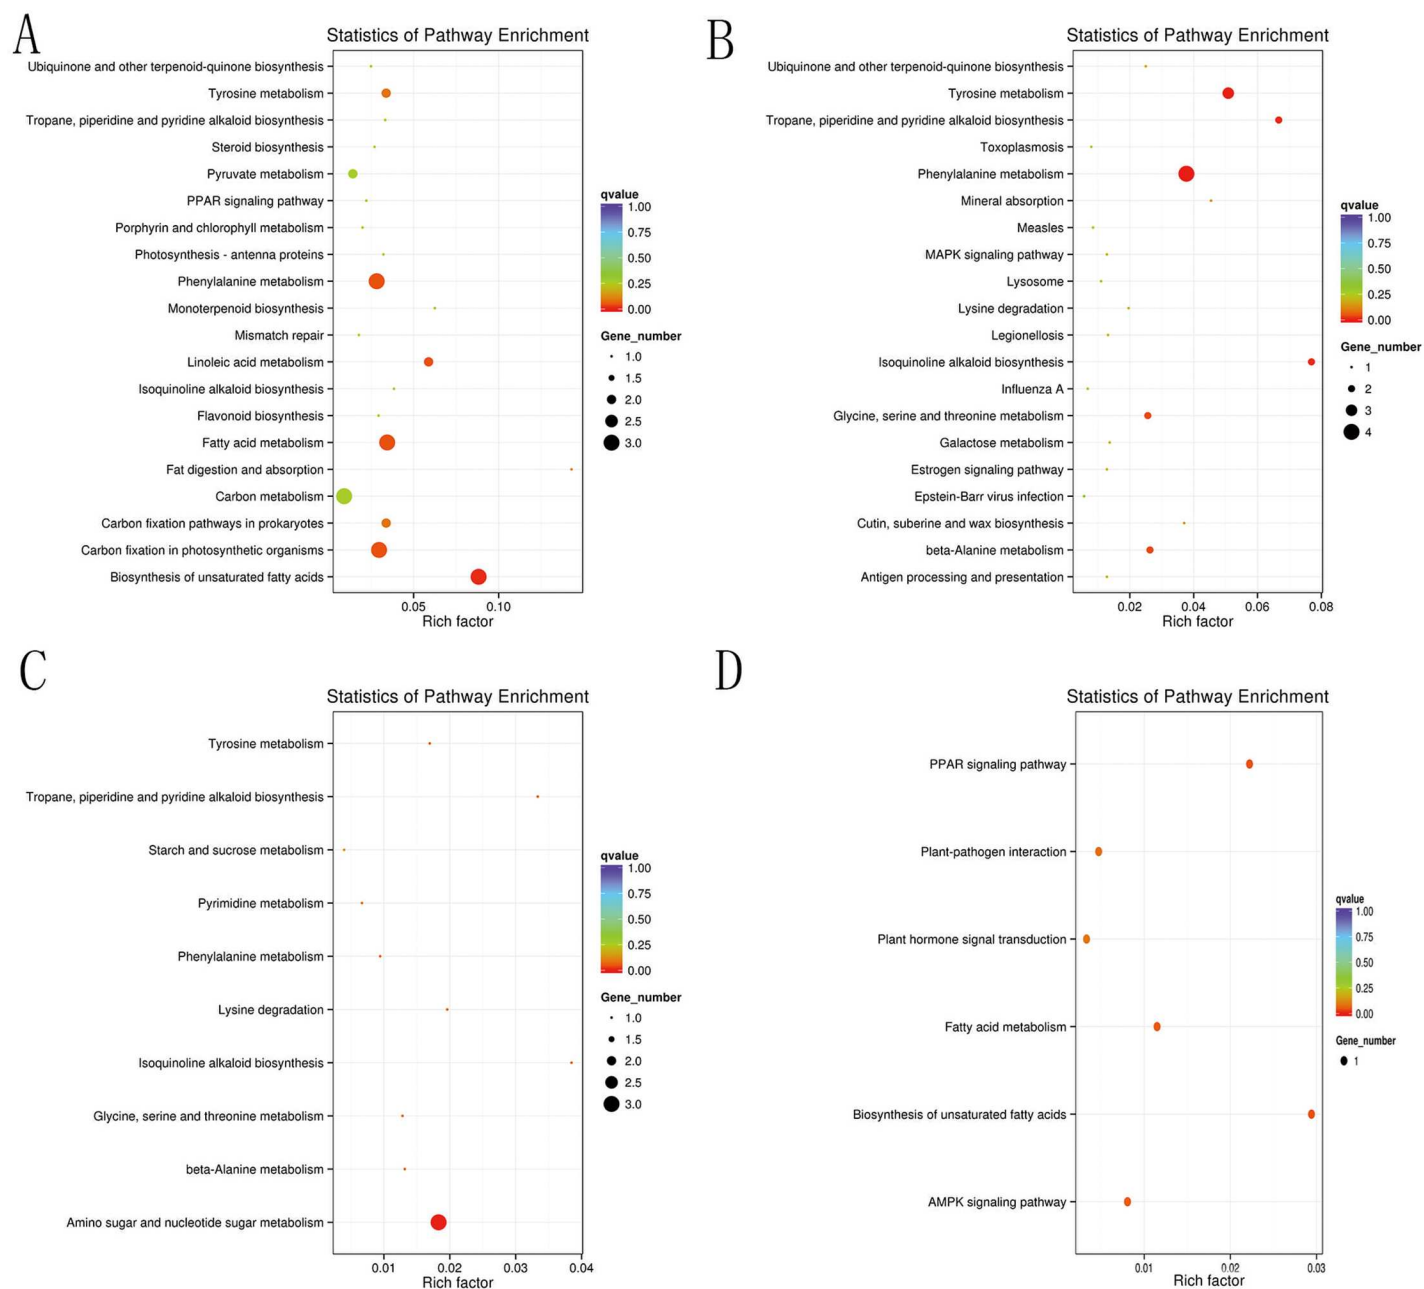 A
Statistics of Pathway Enrichment
Ubiquinone and other terpenoid-quinone biosynthesis
Tyrosine metabolism
Tropane, piperidine and pyridine alkaloid biosynthesis
Steroid biosynthesis
Pyruvate metabolism
PPAR signaling pathway
Porphyrin and chlorophyll metabolism
Photosynthesis - antenna proteins
Phenylalanine metabolism
Monoterpenoid biosynthesis
Mismatch repair
Linoleic acid metabolism
Isoquinoline alkaloid biosynthesis
Flavonoid biosynthesis
Fatty acid metabolism
Fat digestion and absorption
Carbon metabolism
Carbon fixation pathways in prokaryotes
Carbon fixation in photosynthetic organisms
Biosynthesis of unsaturated fatty acids
0.05 0.10
Rich factor
qvalue
1.00
0.75
0.50
0.25
0.00
Gene_number
1.0
1.5
2.0
2.5
3.0
B
Statistics of Pathway Enrichment
Ubiquinone and other terpenoid-quinone biosynthesis
Tyrosine metabolism
Tropane, piperidine and pyridine alkaloid biosynthesis
Toxoplasmosis
Phenylalanine metabolism
Mineral absorption
Measles
MAPK signaling pathway
Lysosome
Lysine degradation
Legionellosis
Isoquinoline alkaloid biosynthesis
Influenza A
Glycine, serine and threonine metabolism
Galactose metabolism
Estrogen signaling pathway
Epstein-Barr virus infection
Cutin, suberine and wax biosynthesis
beta-Alanine metabolism
Antigen processing and presentation
0.02 0.04 0.06 0.08
Rich factor
qvalue
1.00
0.75
0.50
0.25
0.00
Gene_number
1
2
3
4
C
Statistics of Pathway Enrichment
Tyrosine metabolism
Tropane, piperidine and pyridine alkaloid biosynthesis
Starch and sucrose metabolism
Pyrimidine metabolism
Phenylalanine metabolism
Lysine degradation
Isoquinoline alkaloid biosynthesis
Glycine, serine and threonine metabolism
beta-Alanine metabolism
Amino sugar and nucleotide sugar metabolism
0.01 0.02 0.03 0.04
Rich factor
qvalue
1.00
0.75
0.50
0.25
0.00
Gene_number
1.0
1.5
2.0
2.5
3.0
D
Statistics of Pathway Enrichment
PPAR signaling pathway
Plant-pathogen interaction
Plant hormone signal transduction
Fatty acid metabolism
Biosynthesis of unsaturated fatty acids
AMPK signaling pathway
0.01 0.02 0.03
Rich factor
qvalue
1.00
0.75
0.50
0.25
0.00
Gene_number
1